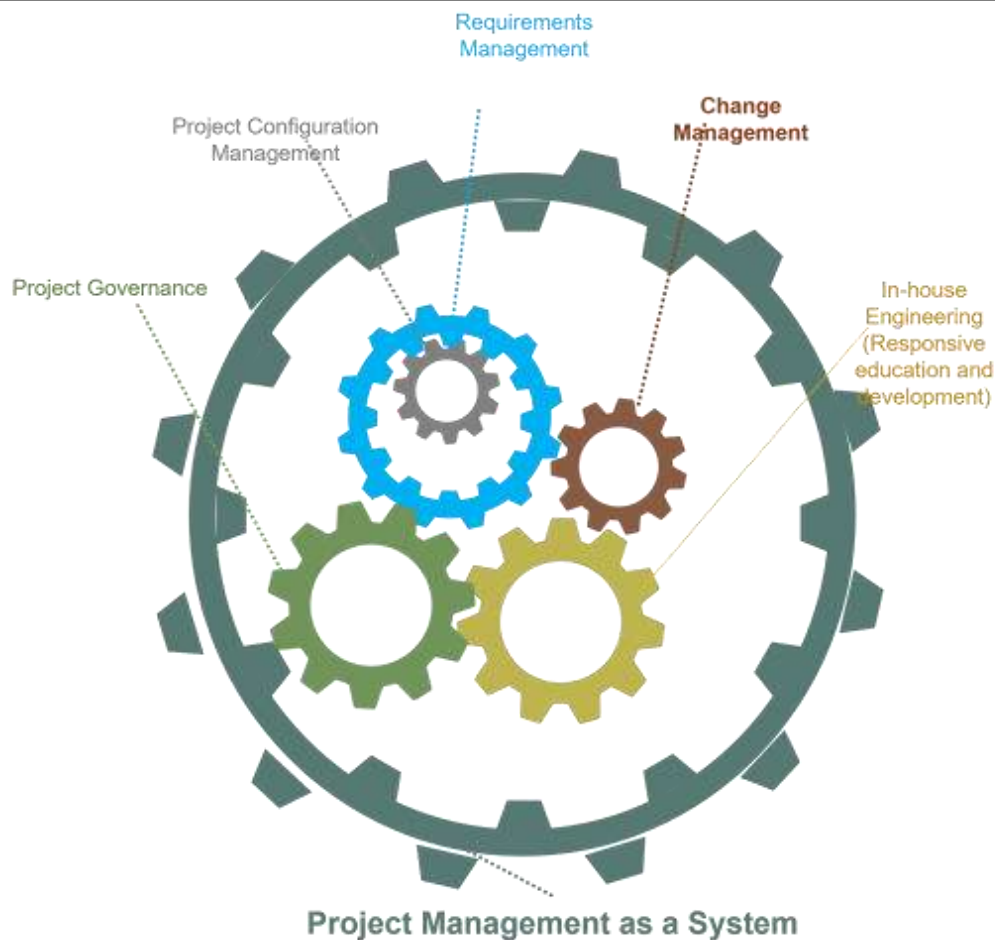 Requirements
Management
Change
Management
Project Configuration
Management
Project Governance
In-house
Engineering
(Responsive
education and
development)
Project Management as a System